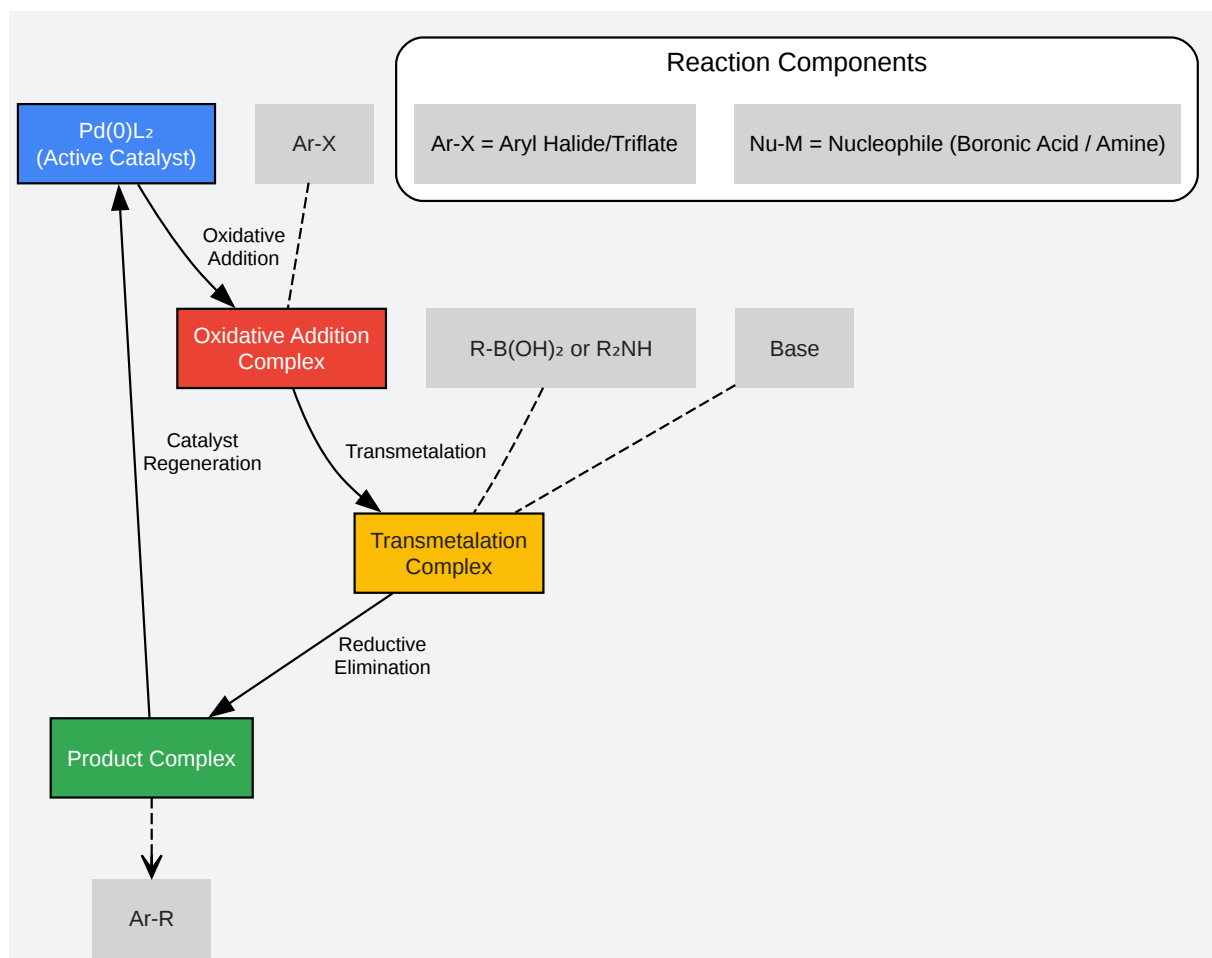 Reaction Components
Pd(0)L₂
(Active Catalyst)
Ar-X
Ar-X = Aryl Halide/Triflate
Nu-M = Nucleophile (Boronic Acid / Amine)
Oxidative
Addition
Oxidative Addition
Complex
R-B(OH)₂ or R₂NH
Base
Catalyst
Regeneration
Transmetalation
Transmetalation
Complex
Reductive
Elimination
Product Complex
Ar-R